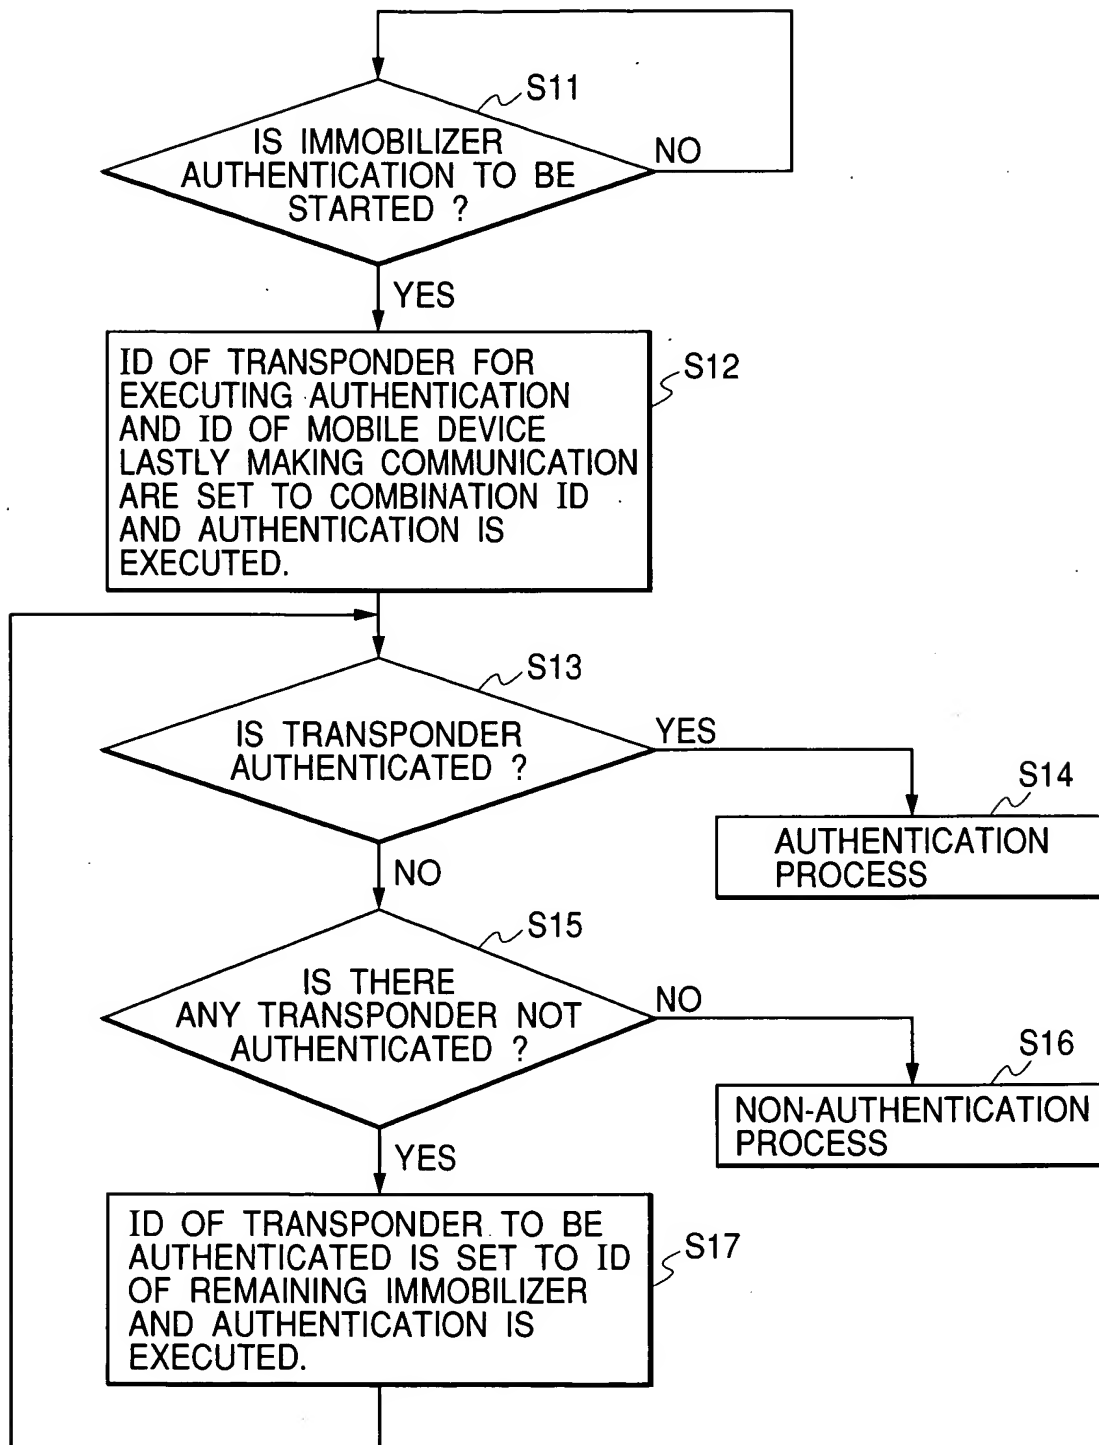 S11
IS IMMOBILIZER
AUTHENTICATION TO BE
STARTED ?
NO
YES
S12
ID OF TRANSPONDER FOR
EXECUTING AUTHENTICATION
AND ID OF MOBILE DEVICE
LASTLY MAKING COMMUNICATION
ARE SET TO COMBINATION ID
AND AUTHENTICATION IS
EXECUTED.
S13
IS TRANSPONDER
AUTHENTICATED ?
YES
S14
AUTHENTICATION
PROCESS
NO
S15
IS THERE
ANY TRANSPONDER NOT
AUTHENTICATED ?
NO
S16
NON-AUTHENTICATION
PROCESS
YES
S17
ID OF TRANSPONDER TO BE
AUTHENTICATED IS SET TO ID
OF REMAINING IMMOBILIZER
AND AUTHENTICATION IS
EXECUTED.